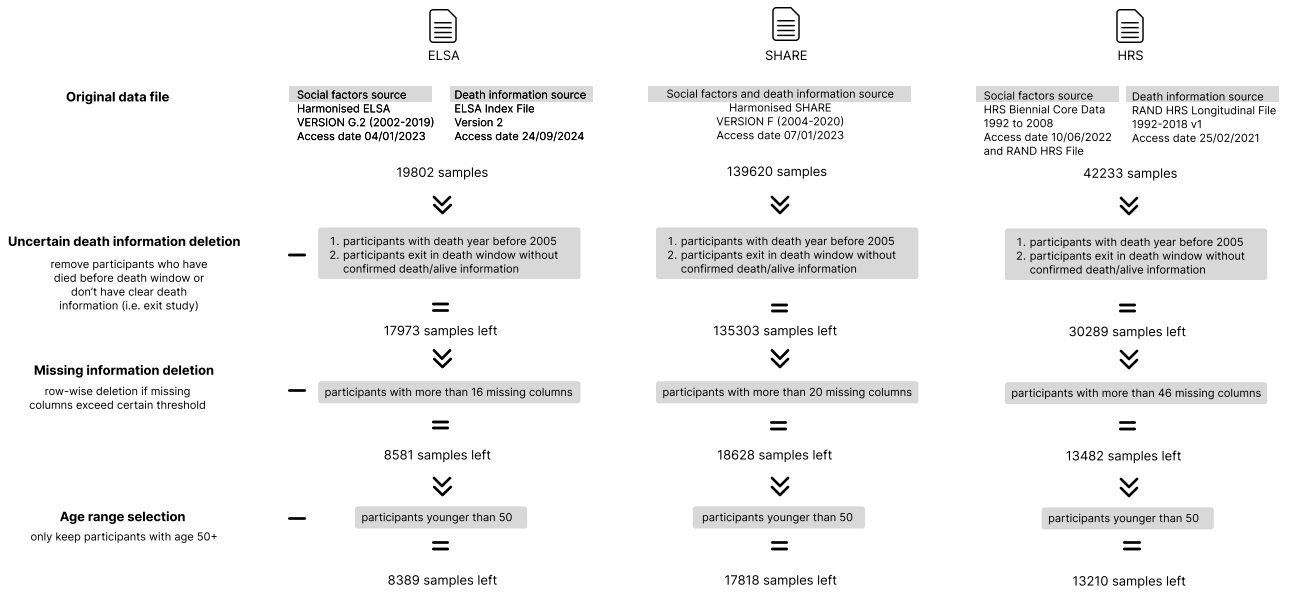 ELSA
SHARE
HRS
Original data file
Social factors source
Harmonised ELSA
VERSION G.2 (2002-2019)
Access date 04/01/2023
Death information source
ELSA Index File
Version 2
Access date 24/09/2024
Social factors and death information source
Harmonised SHARE
VERSION F (2004-2020)
Access date 07/01/2023
Social factors source
HRS Biennial Core Data
1992 to 2008
Access date 10/06/2022
and RAND HRS File
Death information source
RAND HRS Longitudinal File
1992-2018 v1
Access date 25/02/2021
19802 samples
139620 samples
42233 samples
Uncertain death information deletion
remove participants who have
died before death window or
don't have clear death
information (i.e. exit study)
1. participants with death year before 2005
2. participants exit in death window without
confirmed death/alive information
1. participants with death year before 2005
2. participants exit in death window without
confirmed death/alive information
1. participants with death year before 2005
2. participants exit in death window without
confirmed death/alive information
17973 samples left
135303 samples left
30289 samples left
Missing information deletion
row-wise deletion if missing
columns exceed certain threshold
participants with more than 16 missing columns
participants with more than 20 missing columns
participants with more than 46 missing columns
8581 samples left
18628 samples left
13482 samples left
Age range selection
only keep participants with age 50+
participants younger than 50
participants younger than 50
participants younger than 50
8389 samples left
17818 samples left
13210 samples left